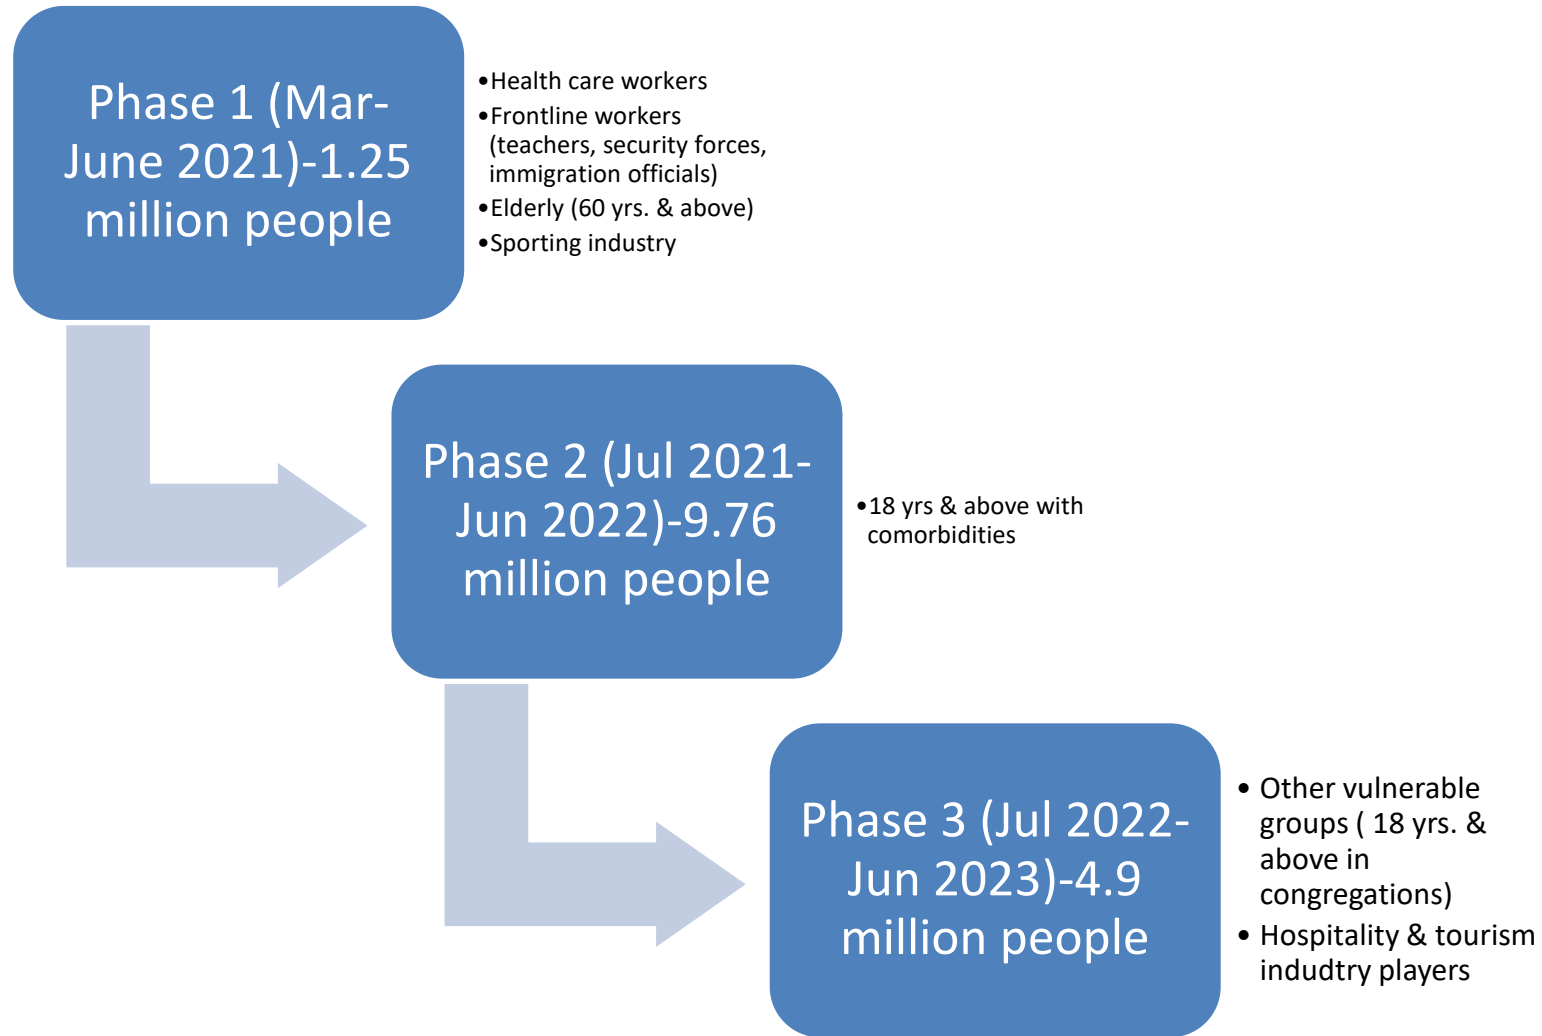 Phase 1 (Mar-
June 2021)-1.25
million people
•Health care workers
•Frontline workers
(teachers, security forces,
immigration officials)
•Elderly (60 yrs. & above)
•Sporting industry
Phase 2 (Jul 2021-
Jun 2022)-9.76
million people
•18 yrs & above with
comorbidities
Phase 3 (Jul 2022-
Jun 2023)-4.9
million people
• Other vulnerable
groups ( 18 yrs. &
above in
congregations)
• Hospitality & tourism
indudtry players